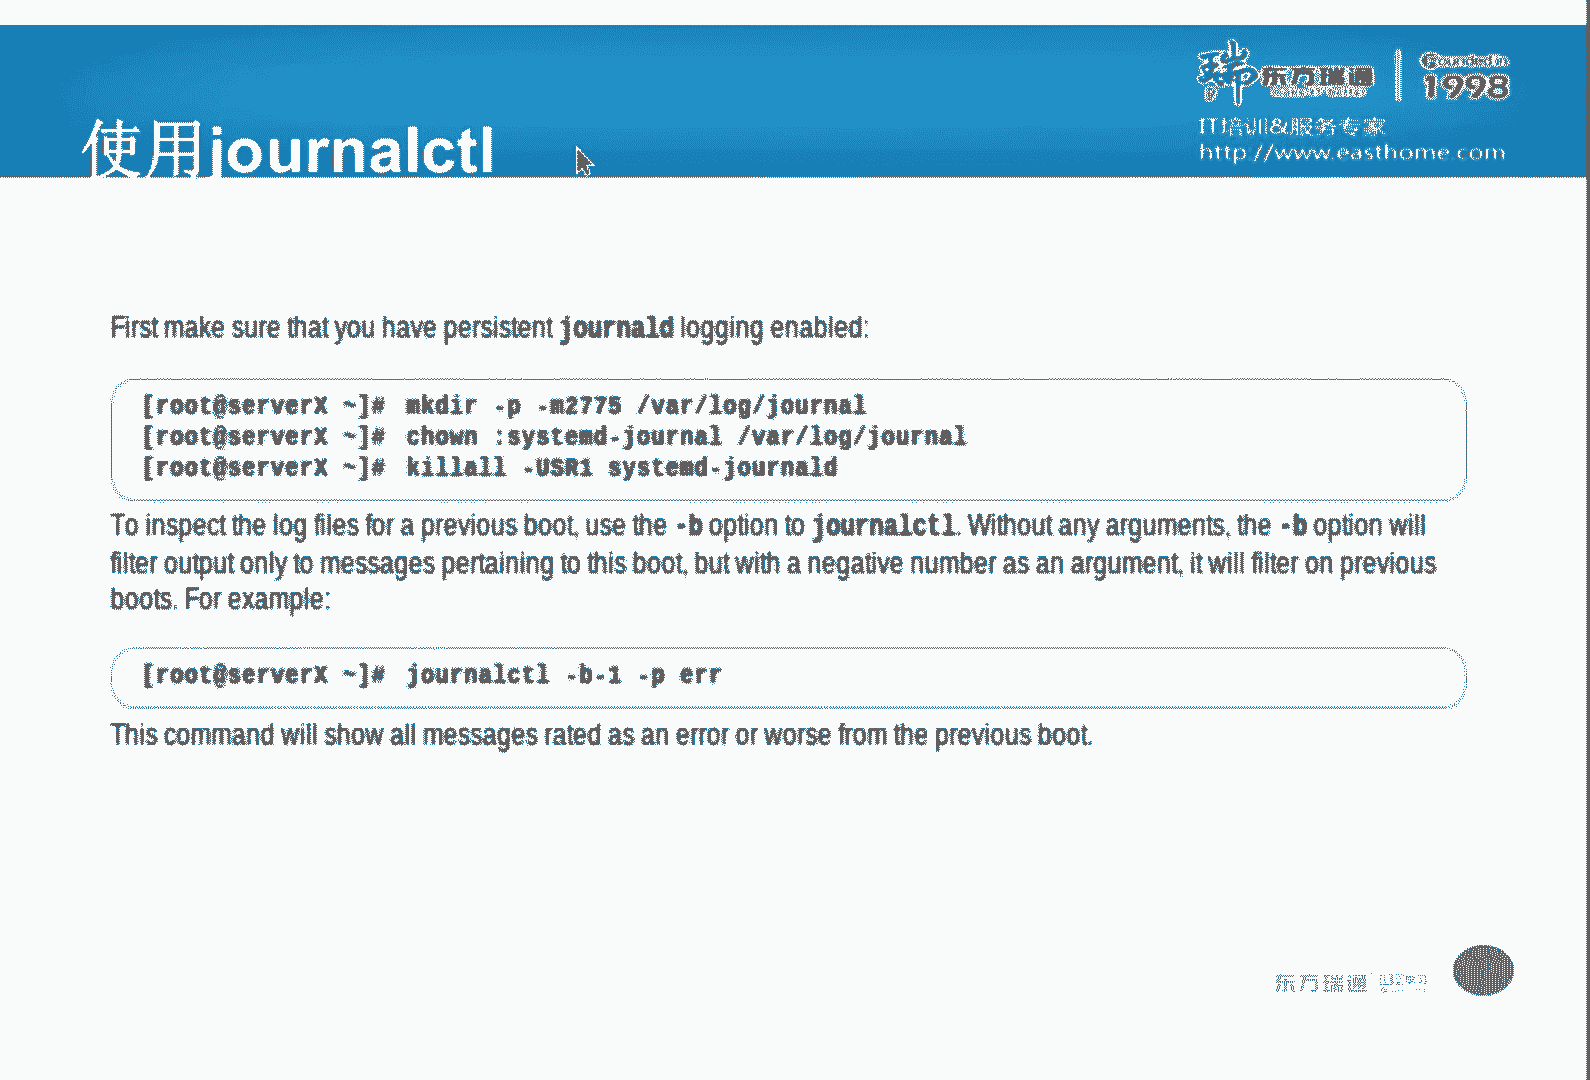 东方瑞通
Founded in
1998
IT培训&服务专家
http://www.easthome.com
使用journalctl
First make sure that you have persistent journald logging enabled:
[root@serverX ~]# mkdir -p -m2775 /var/log/journal
[root@serverX ~]# chown :systemd-journal /var/log/journal
[root@serverX ~]# killall -USR1 systemd-journald
To inspect the log files for a previous boot, use the -b option to journalctl. Without any arguments, the -b option will
filter output only to messages pertaining to this boot, but with a negative number as an argument, it will filter on previous
boots. For example:
[root@serverX ~]# journalctl -b-1 -p err
This command will show all messages rated as an error or worse from the previous boot.
东方瑞通